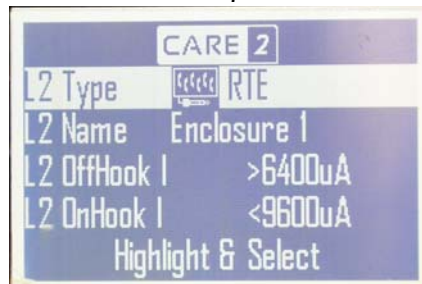 CARE 2
L2 Type RTE
L2 Name Enclosure 1
L2 OffHook I >6400uA
L2 OnHook I <9600uA
Highlight & Select